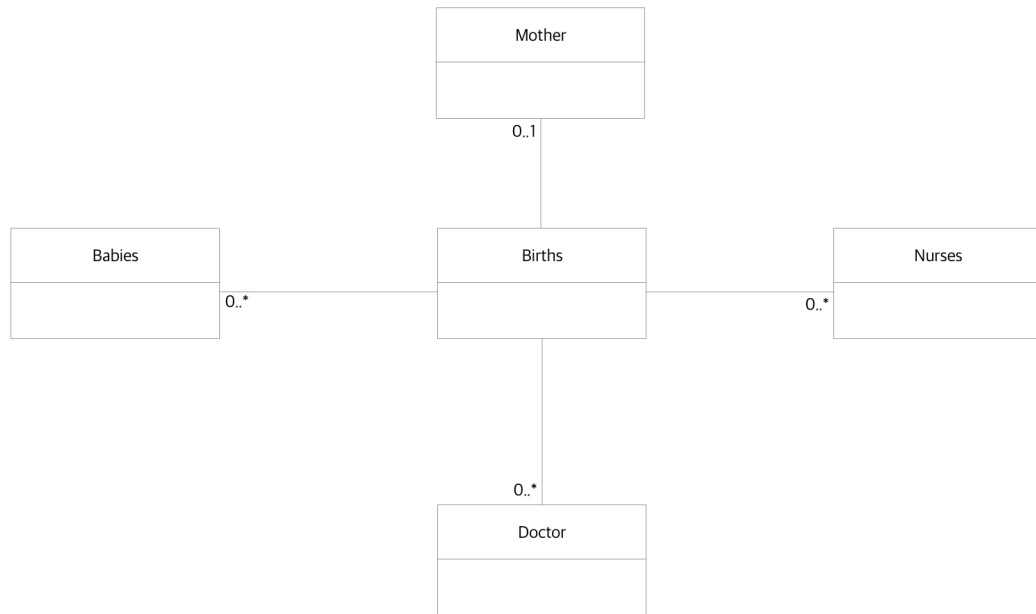 Mother
0..1
Babies
Births
Nurses
0..*
0..*
0..*
Doctor